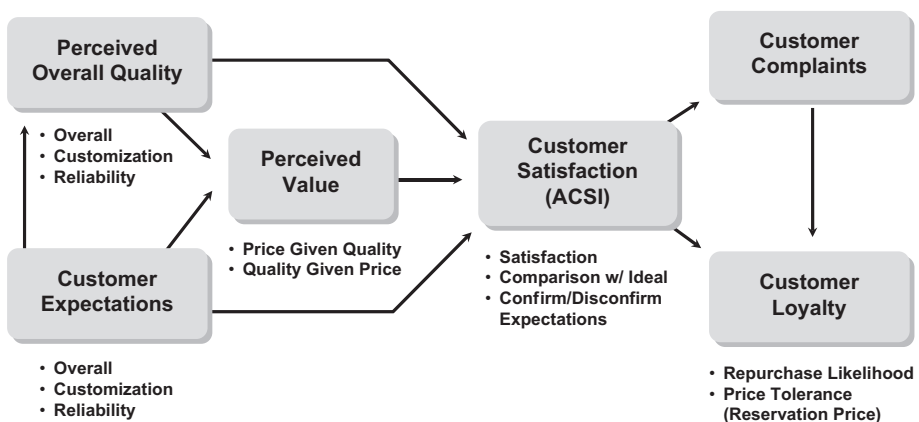 Perceived
Overall Quality
• Overall
• Customization
• Reliability
Customer
Expectations
• Overall
• Customization
• Reliability
Perceived
Value
• Price Given Quality
• Quality Given Price
Customer
Satisfaction
(ACSI)
• Satisfaction
• Comparison w/ Ideal
• Confirm/Disconfirm
Expectations
Customer
Complaints
Customer
Loyalty
• Repurchase Likelihood
• Price Tolerance
(Reservation Price)